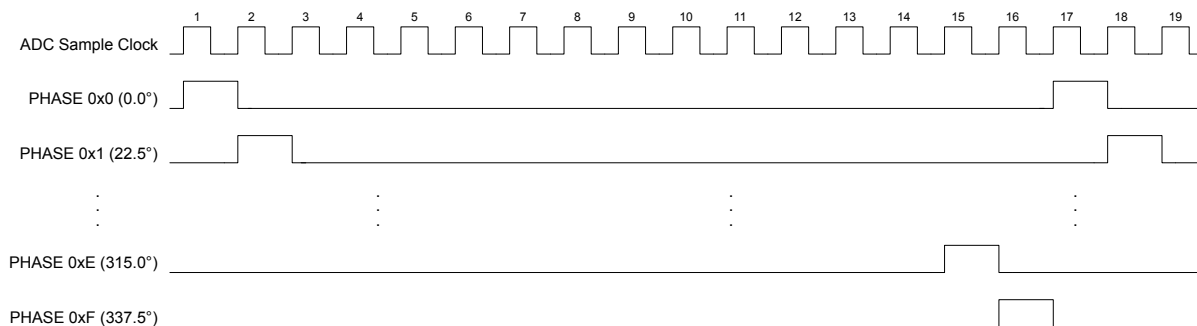 1 2 3 4 5 6 7 8 9 10 11 12 13 14 15 16 17 18 19
ADC Sample Clock
PHASE 0x0 (0.0°)
PHASE 0x1 (22.5°)
PHASE 0xE (315.0°)
PHASE 0xF (337.5°)